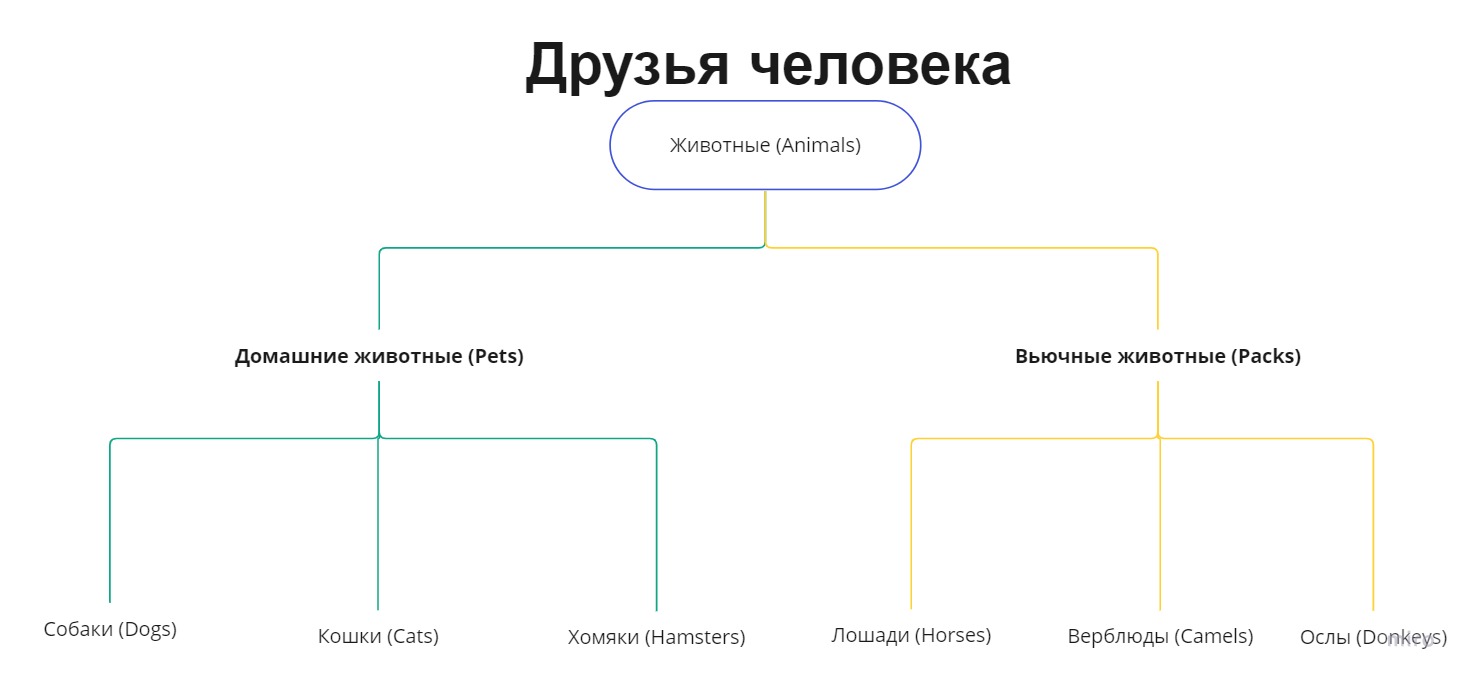 Друзья человека
Животные (Animals)
Домашние животные (Pets)
Вьючные животные (Packs)
Собаки (Dogs)
Кошки (Cats)
Хомяки (Hamsters)
Лошади (Horses)
Верблюды (Camels)
Ослы (Donkeys)
miro